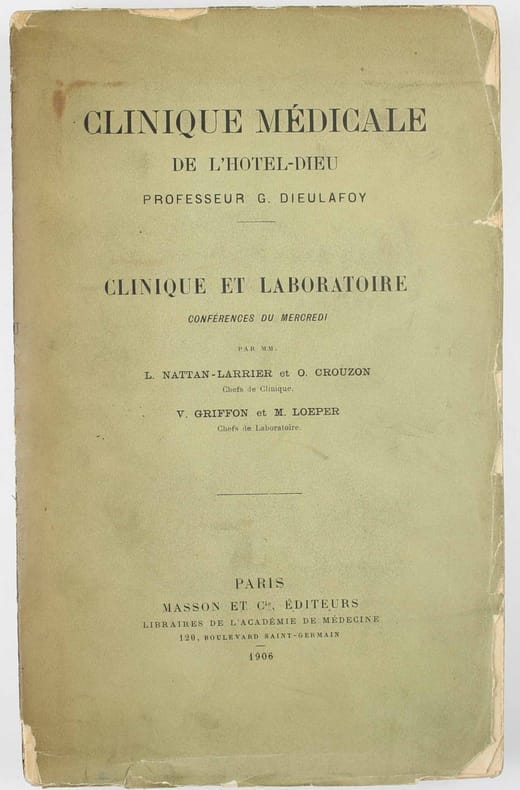 CLINIQUE MÉDICALE
DE L'HOTEL-DIEU
PROFESSEUR G. DIEULAFOY
CLINIQUE ET LABORATOIRE
CONFÉRENCES DU MERCREDI
PAR MM.
L. NATTAN-LARRIER et O. CROUZON
Chefs de Clinique.
V. GRIFFON et M. LOEPER
Chefs de Laboratoire.
PARIS
MASSON ET Cie, ÉDITEURS
LIBRAIRES DE L'ACADÉMIE DE MÉDECINE
120, BOULEVARD SAINT-GERMAIN
1906